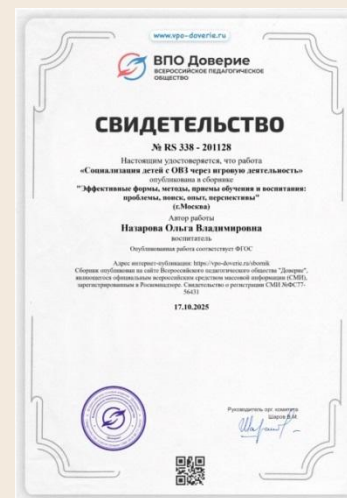 www.vpo-doverie.ru
ВПО Доверие
ВСЕРОССИЙСКОЕ ПЕДАГОГИЧЕСКОЕ
ОБЩЕСТВО
СВИДЕТЕЛЬСТВО
№ RS 338 - 201128
Настоящим удостоверяется, что работа
«Социализация детей с ОВЗ через игровую деятельность»
опубликована в сборнике
"Эффективные формы, методы, приемы обучения и воспитания:
проблемы, поиск, опыт, перспективы"
(г.Москва)
Автор работы
Назарова Ольга Владимировна
воспитатель
Опубликованная работа соответствует ФГОС
Адрес интернет-публикации: https://vpo-doverie.ru/sbornik
Сборник опубликован на сайте Всероссийского педагогического общества "Доверие",
являющегося официальным всероссийским средством массовой информации (СМИ),
зарегистрированным в Роскомнадзоре. Свидетельство о регистрации СМИ №ФС77-
56431
17.10.2025
Руководитель орг. комитета
Шаров В.М.